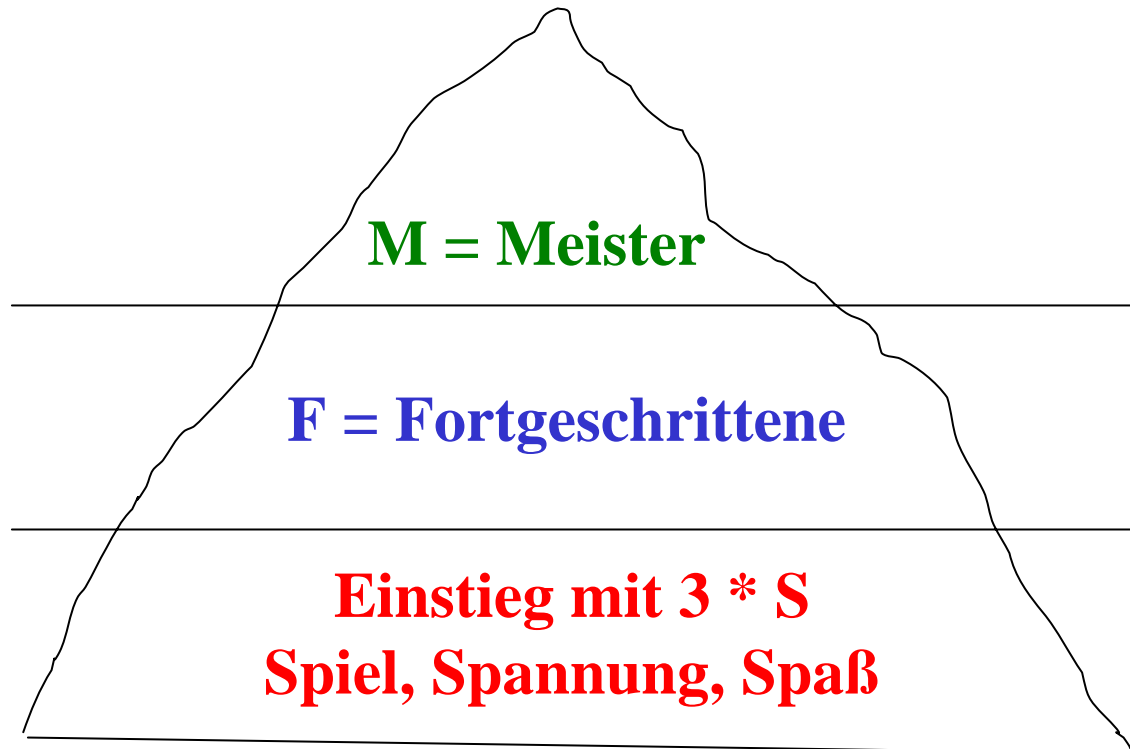 M = Meister
F = Fortgeschrittene
Einstieg mit 3 * S
Spiel, Spannung, Spaß